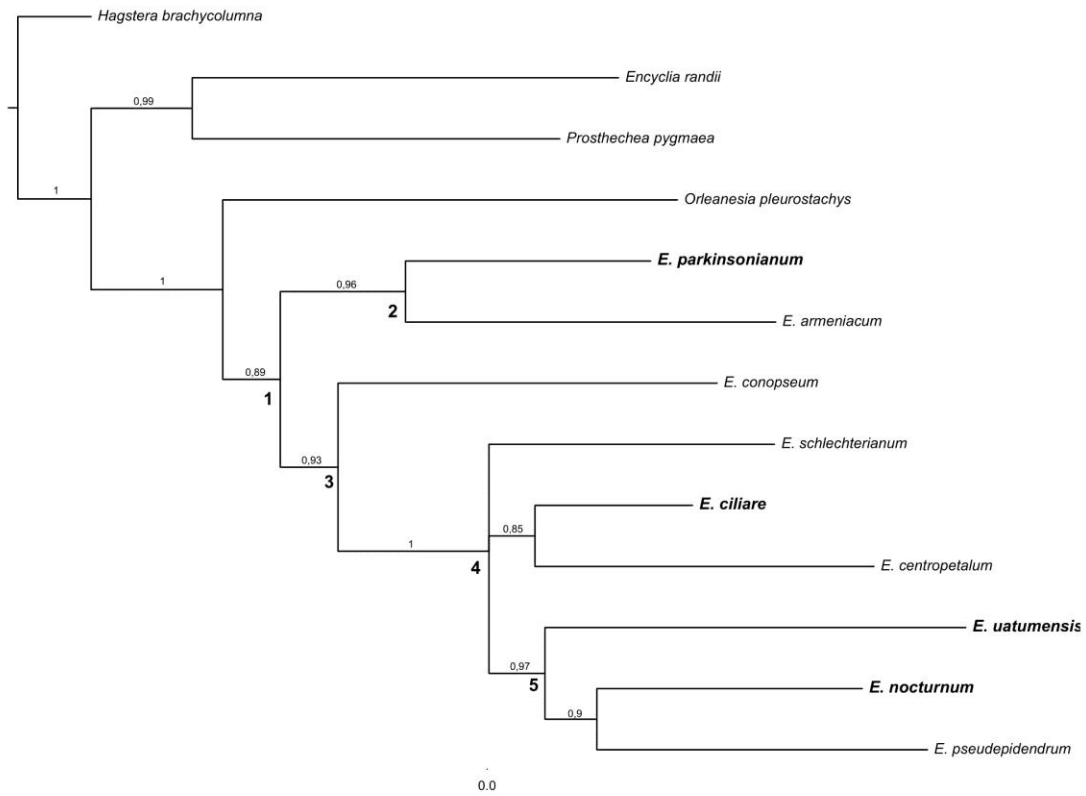 Hagstera brachycolumna
Encyclia randii
0,99
Prosthechea pygmaea
1
Orleanesia pleurostachys
E. parkinsonianum
1
0,96
2
E. armeniacum
0,89
1
E. conopseum
E. schlechterianum
0,93
3
E. ciliare
0,85
1
4
E. centropetalum
E. uatumensis
0,97
5
E. nocturnum
0,9
E. pseudepidendrum
0.0